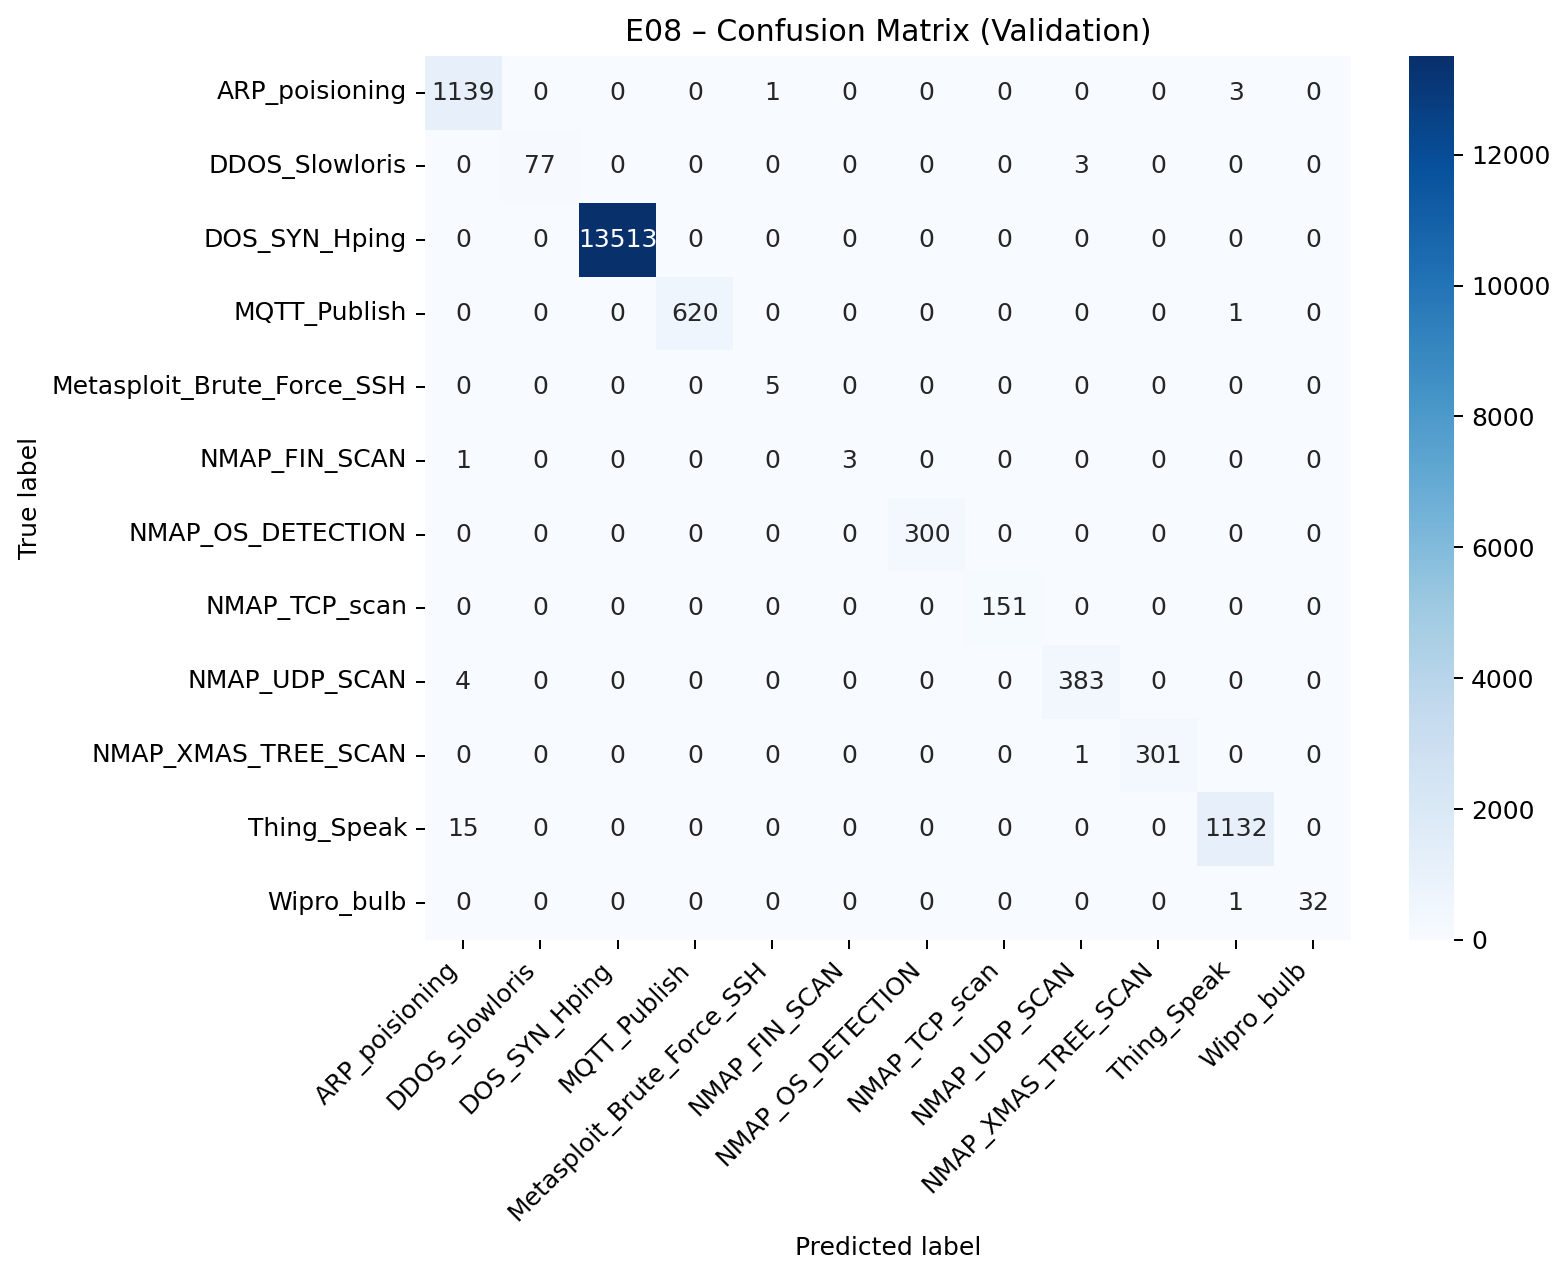 E08 – Confusion Matrix (Validation)
True label
ARP_poisioning 1139 0 0 0 1 0 0 0 0 0 3 0
DDOS_Slowloris 0 77 0 0 0 0 0 0 3 0 0 0
DOS_SYN_Hping 0 0 13513 0 0 0 0 0 0 0 0 0
MQTT_Publish 0 0 0 620 0 0 0 0 0 0 1 0
Metasploit_Brute_Force_SSH 0 0 0 0 5 0 0 0 0 0 0 0
NMAP_FIN_SCAN 1 0 0 0 0 3 0 0 0 0 0 0
NMAP_OS_DETECTION 0 0 0 0 0 0 300 0 0 0 0 0
NMAP_TCP_scan 0 0 0 0 0 0 0 151 0 0 0 0
NMAP_UDP_SCAN 4 0 0 0 0 0 0 0 383 0 0 0
NMAP_XMAS_TREE_SCAN 0 0 0 0 0 0 0 0 1 301 0 0
Thing_Speak 15 0 0 0 0 0 0 0 0 0 1132 0
Wipro_bulb 0 0 0 0 0 0 0 0 0 0 1 32
ARP_poisioning
DDOS_Slowloris
DOS_SYN_Hping
MQTT_Publish
Metasploit_Brute_Force_SSH
NMAP_FIN_SCAN
NMAP_OS_DETECTION
NMAP_TCP_scan
NMAP_UDP_SCAN
NMAP_XMAS_TREE_SCAN
Thing_Speak
Wipro_bulb
Predicted label
12000
10000
8000
6000
4000
2000
0